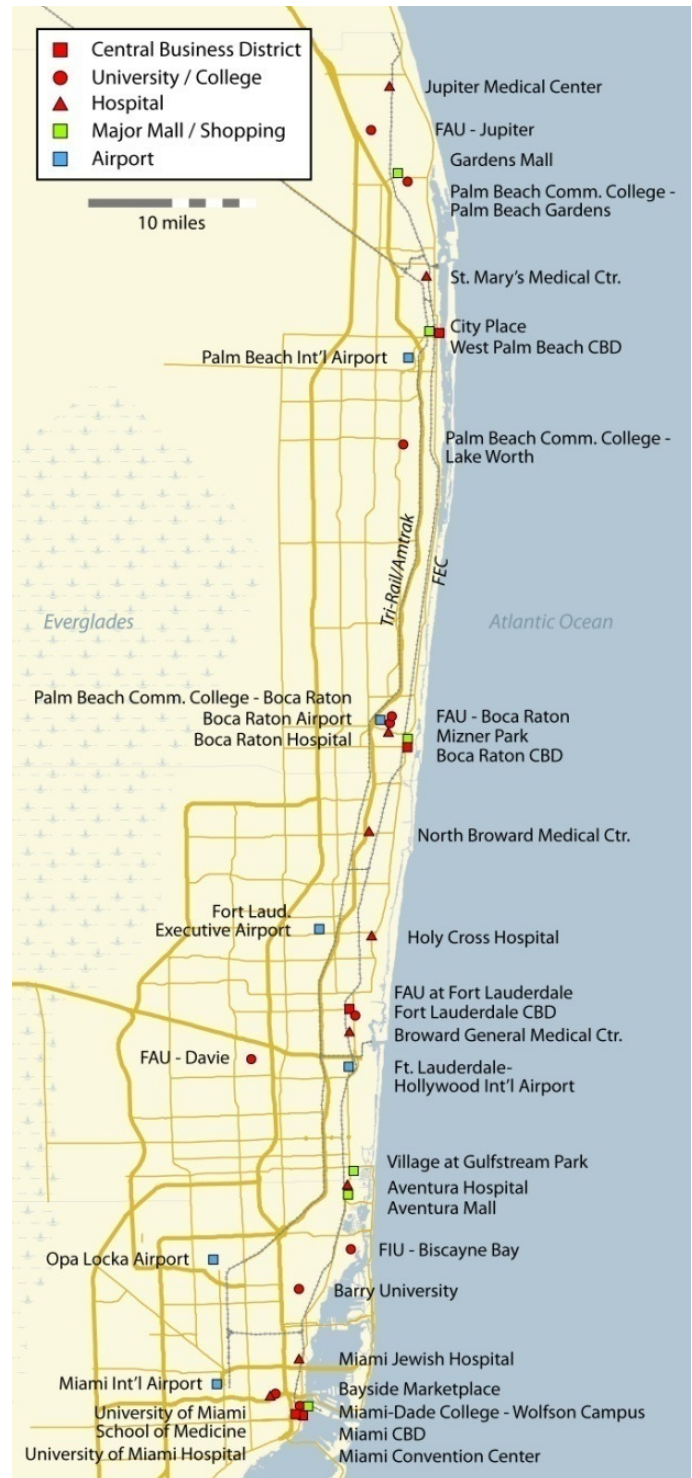 Central Business District
University / College
Hospital
Major Mall / Shopping
Airport
10 miles
Jupiter Medical Center
FAU - Jupiter
Gardens Mall
Palm Beach Comm. College -
Palm Beach Gardens
St. Mary's Medical Ctr.
City Place
West Palm Beach CBD
Palm Beach Int'l Airport
Palm Beach Comm. College -
Lake Worth
Tri-Rail/Amtrak
FEC
Everglades
Atlantic Ocean
Palm Beach Comm. College - Boca Raton
Boca Raton Airport
Boca Raton Hospital
FAU - Boca Raton
Mizner Park
Boca Raton CBD
North Broward Medical Ctr.
Fort Laud.
Executive Airport
Holy Cross Hospital
FAU at Fort Lauderdale
Fort Lauderdale CBD
Broward General Medical Ctr.
FAU - Davie
Ft. Lauderdale-
Hollywood Int'l Airport
Village at Gulfstream Park
Aventura Hospital
Aventura Mall
Opa Locka Airport
FIU - Biscayne Bay
Barry University
Miami Jewish Hospital
Miami Int'l Airport
Bayside Marketplace
University of Miami
School of Medicine
University of Miami Hospital
Miami-Dade College - Wolfson Campus
Miami CBD
Miami Convention Center